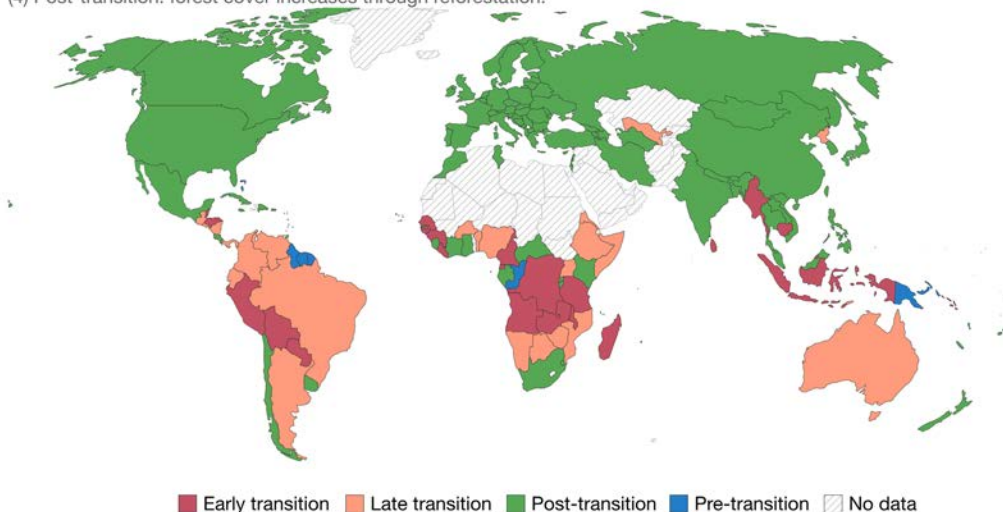 (4) Post-transition: forest cover increases through reforestation.
Early transition Late transition Post-transition Pre-transition No data